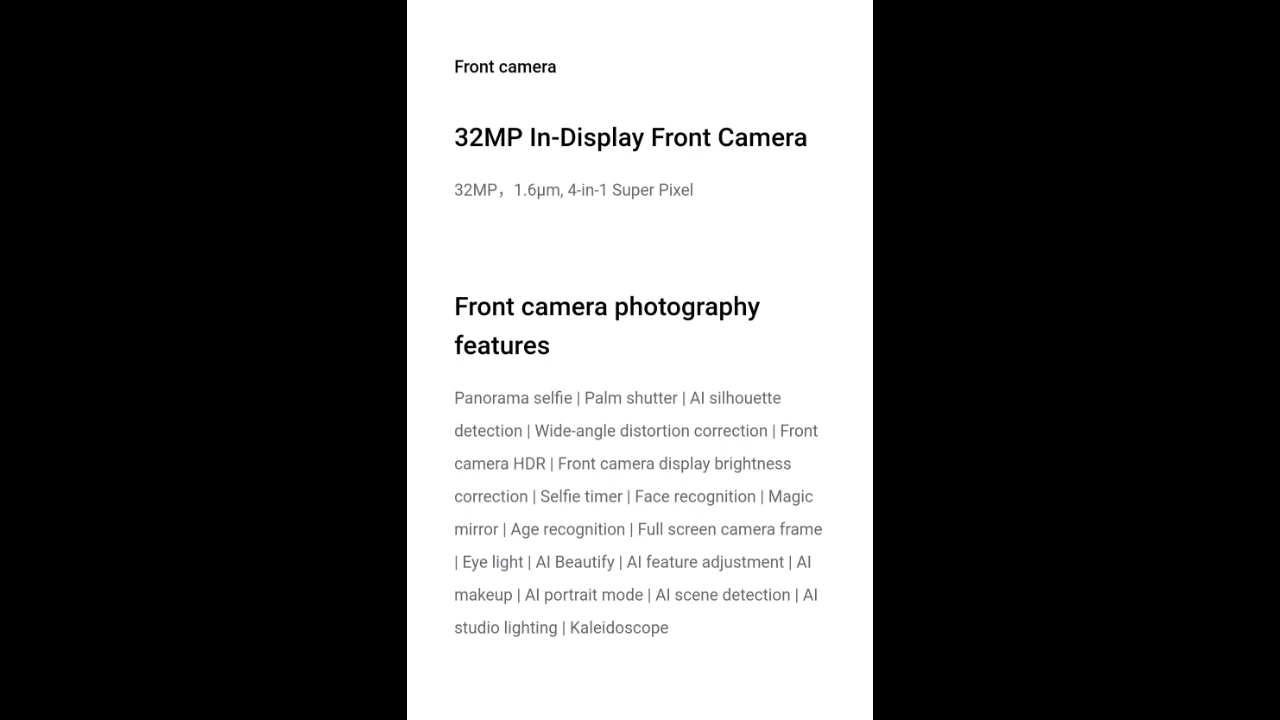 Front camera
32MP In-Display Front Camera
32MP，1.6μm, 4-in-1 Super Pixel
Front camera photography
features
Panorama selfie | Palm shutter | AI silhouette
detection | Wide-angle distortion correction | Front
camera HDR | Front camera display brightness
correction | Selfie timer | Face recognition | Magic
mirror | Age recognition | Full screen camera frame
| Eye light | AI Beautify | AI feature adjustment | AI
makeup | AI portrait mode | AI scene detection | AI
studio lighting | Kaleidoscope